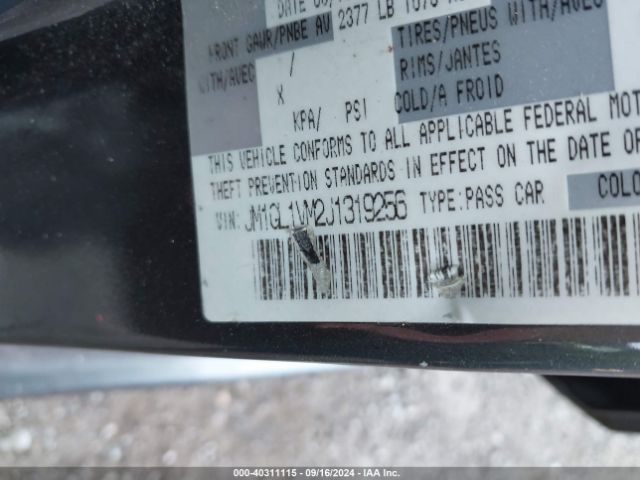 DATE
FRONT GAWR/PNBE AV 2377 LB
TIRES/PNEUS WITH/AVEC
WITH/AVEC / RIMS/JANTES
X COLD/A FROID
KPA/ PSI
THIS VEHICLE CONFORMS TO ALL APPLICABLE FEDERAL MOT
THEFT PREVENTION STANDARDS IN EFFECT ON THE DATE OF
VIN: JM1GL1VM2J1319256 TYPE:PASS CAR COLO
000-40311115 | 09/16/2024 | IAA Inc.